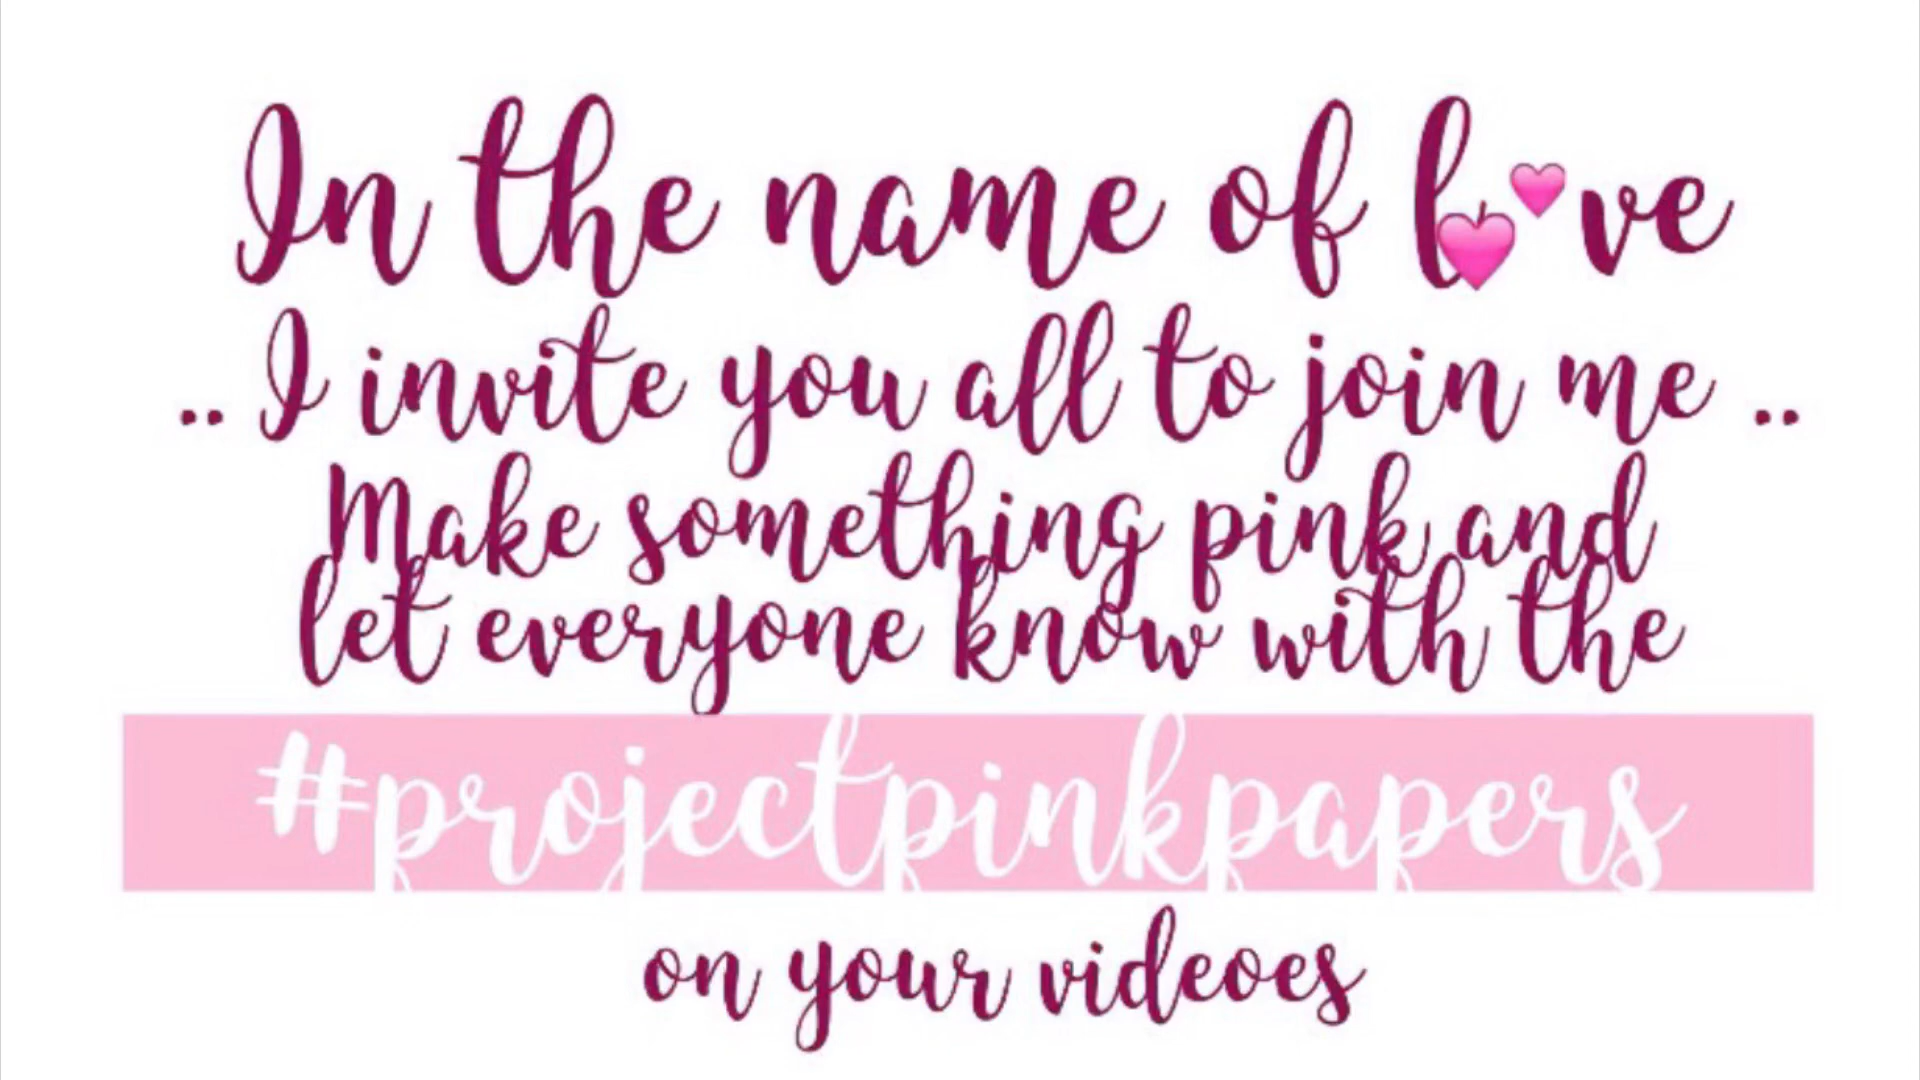 In the name of l💕ve
.. I invite you all to join me ..
Make something pink and
let everyone know with the
#projectpinkpapers
on your videoes